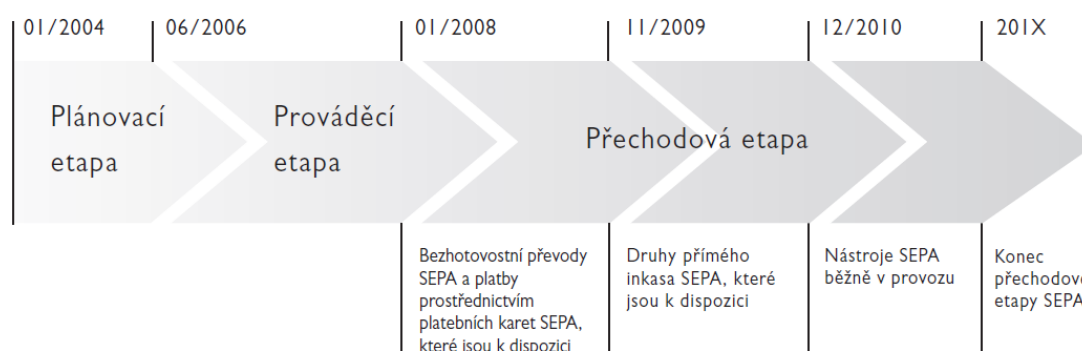 01/2004
06/2006
01/2008
11/2009
12/2010
201X
Plánovací
etapa
Prováděcí
etapa
Přechodová etapa
Bezhotovostní převody
SEPA a platby
prostřednictvím
platebních karet SEPA,
které jsou k dispozici
Druhy přímého
inkasa SEPA, které
jsou k dispozici
Nástroje SEPA
běžně v provozu
Konec
přechodové
etapy SEPA